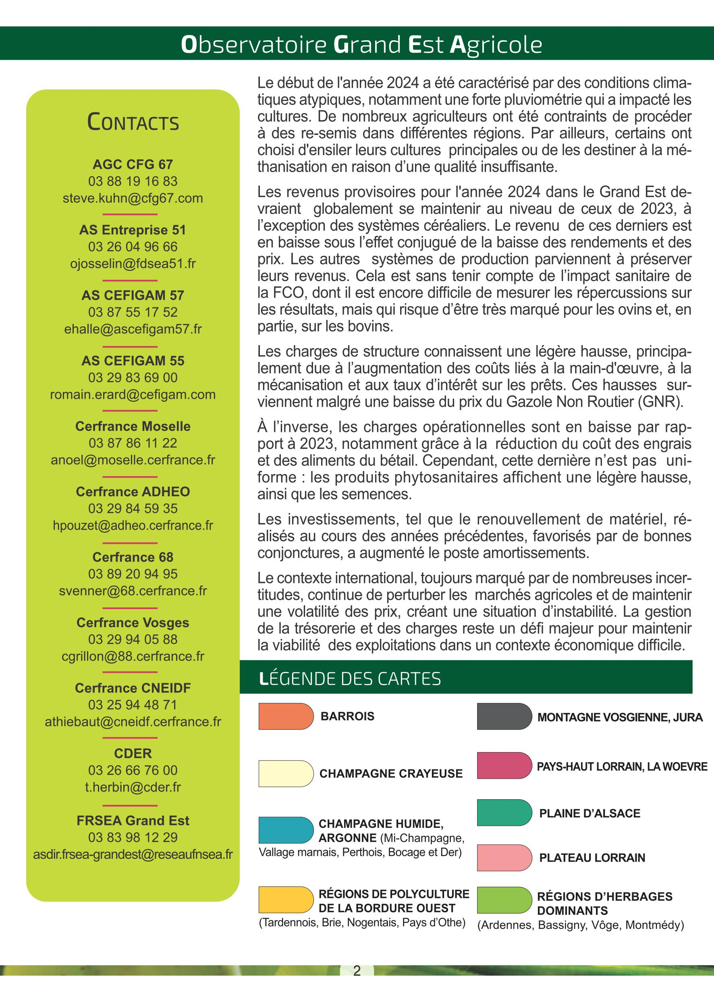 Observatoire Grand Est Agricole
CONTACTS
AGC CFG 67
03 88 19 16 83
steve.kuhn@cfg67.com
AS Entreprise 51
03 26 04 96 66
ojosselin@fdsea51.fr
AS CEFIGAM 57
03 87 55 17 52
ehalle@ascefigam57.fr
AS CEFIGAM 55
03 29 83 69 00
romain.erard@cefigam.com
Cerfrance Moselle
03 87 86 11 22
anoel@moselle.cerfrance.fr
Cerfrance ADHEO
03 29 84 59 35
hpouzet@adheo.cerfrance.fr
Cerfrance 68
03 89 20 94 95
svenner@68.cerfrance.fr
Cerfrance Vosges
03 29 94 05 88
cgrillon@88.cerfrance.fr
Cerfrance CNEIDF
03 25 94 48 71
athiebaut@cneidf.cerfrance.fr
CDER
03 26 66 76 00
t.herbin@cder.fr
FRSEA Grand Est
03 83 98 12 29
asdir.frsea-grandest@reseaufnsea.fr
Le début de l'année 2024 a été caractérisé par des conditions clima-
tiques atypiques, notamment une forte pluviométrie qui a impacté les
cultures. De nombreux agriculteurs ont été contraints de procéder
à des re-semis dans différentes régions. Par ailleurs, certains ont
choisi d'ensiler leurs cultures principales ou de les destiner à la mé-
thanisation en raison d’une qualité insuffisante.
Les revenus provisoires pour l'année 2024 dans le Grand Est de-
vraient globalement se maintenir au niveau de ceux de 2023, à
l’exception des systèmes céréaliers. Le revenu de ces derniers est
en baisse sous l’effet conjugué de la baisse des rendements et des
prix. Les autres systèmes de production parviennent à préserver
leurs revenus. Cela est sans tenir compte de l’impact sanitaire de
la FCO, dont il est encore difficile de mesurer les répercussions sur
les résultats, mais qui risque d’être très marqué pour les ovins et, en
partie, sur les bovins.
Les charges de structure connaissent une légère hausse, principa-
lement due à l’augmentation des coûts liés à la main-d'œuvre, à la
mécanisation et aux taux d’intérêt sur les prêts. Ces hausses sur-
viennent malgré une baisse du prix du Gazole Non Routier (GNR).
À l’inverse, les charges opérationnelles sont en baisse par rap-
port à 2023, notamment grâce à la réduction du coût des engrais
et des aliments du bétail. Cependant, cette dernière n’est pas uni-
forme : les produits phytosanitaires affichent une légère hausse,
ainsi que les semences.
Les investissements, tel que le renouvellement de matériel, ré-
alisés au cours des années précédentes, favorisés par de bonnes
conjonctures, a augmenté le poste amortissements.
Le contexte international, toujours marqué par de nombreuses incer-
titudes, continue de perturber les marchés agricoles et de maintenir
une volatilité des prix, créant une situation d’instabilité. La gestion
de la trésorerie et des charges reste un défi majeur pour maintenir
la viabilité des exploitations dans un contexte économique difficile.
LÉGENDE DES CARTES
BARROIS
CHAMPAGNE CRAYEUSE
CHAMPAGNE HUMIDE,
ARGONNE (Mi-Champagne,
Vallage marnais, Perthois, Bocage et Der)
RÉGIONS DE POLYCULTURE
DE LA BORDURE OUEST
(Tardennois, Brie, Nogentais, Pays d’Othe)
MONTAGNE VOSGIENNE, JURA
PAYS-HAUT LORRAIN, LA WOEVRE
PLAINE D’ALSACE
PLATEAU LORRAIN
RÉGIONS D’HERBAGES
DOMINANTS
(Ardennes, Bassigny, Vôge, Montmédy)
2